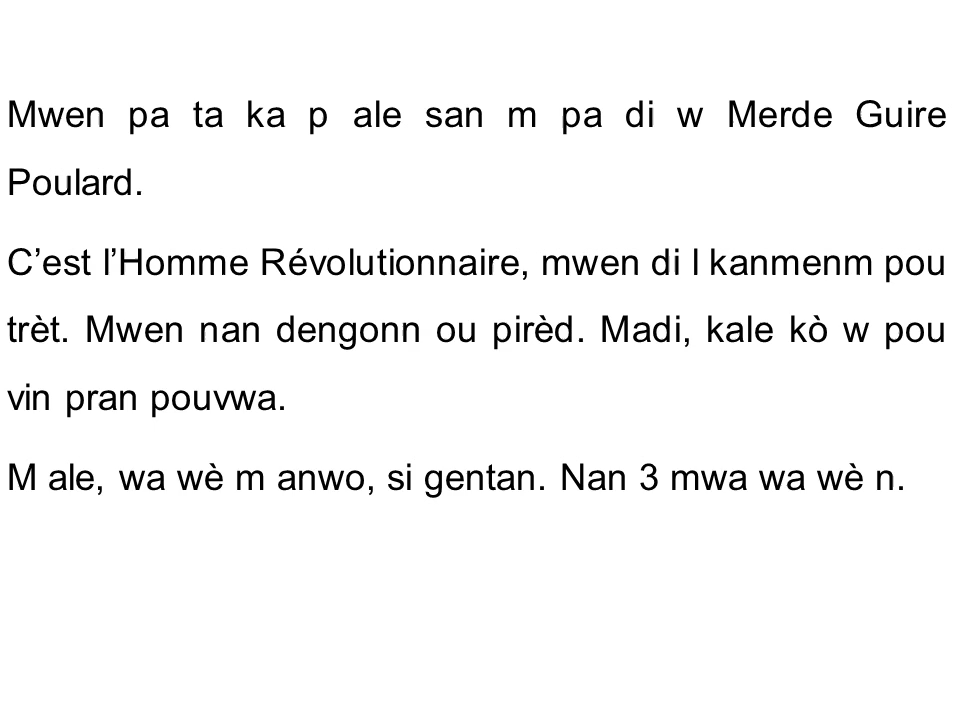 Mwen pa ta ka p ale san m pa di w Merde Guire
Poulard.
C’est l’Homme Révolutionnaire, mwen di l kanmenm pou
trèt. Mwen nan dengonn ou pirèd. Madi, kale kò w pou
vin pran pouvwa.
M ale, wa wè m anwo, si gentan. Nan 3 mwa wa wè n.